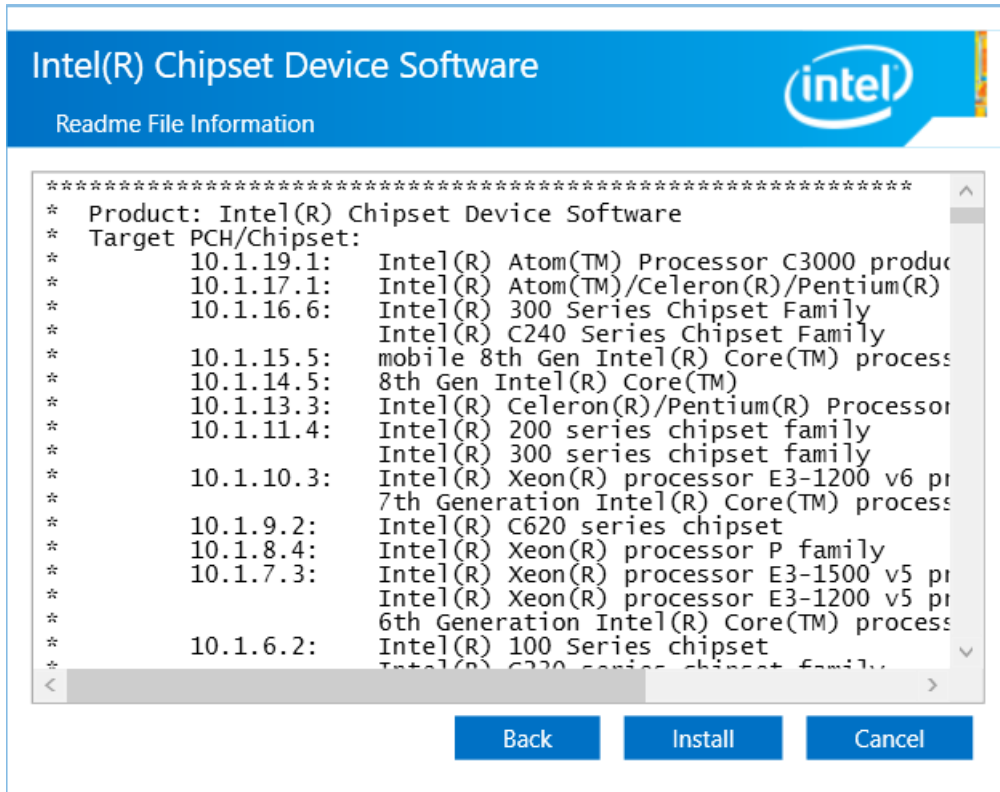 Intel(R) Chipset Device Software
intel
Readme File Information
**************************************************************
* Product: Intel(R) Chipset Device Software
* Target PCH/Chipset:
* 10.1.19.1: Intel(R) Atom(TM) Processor C3000 produc
* 10.1.17.1: Intel(R) Atom(TM)/Celeron(R)/Pentium(R)
* 10.1.16.6: Intel(R) 300 Series Chipset Family
* Intel(R) C240 Series Chipset Family
* 10.1.15.5: mobile 8th Gen Intel(R) Core(TM) process
* 10.1.14.5: 8th Gen Intel(R) Core(TM)
* 10.1.13.3: Intel(R) Celeron(R)/Pentium(R) Processor
* 10.1.11.4: Intel(R) 200 series chipset family
* Intel(R) 300 series chipset family
* 10.1.10.3: Intel(R) Xeon(R) processor E3-1200 v6 pr
* 7th Generation Intel(R) Core(TM) process
* 10.1.9.2: Intel(R) C620 series chipset
* 10.1.8.4: Intel(R) Xeon(R) processor P family
* 10.1.7.3: Intel(R) Xeon(R) processor E3-1500 v5 pr
* Intel(R) Xeon(R) processor E3-1200 v5 pr
* 6th Generation Intel(R) Core(TM) process
* 10.1.6.2: Intel(R) 100 Series chipset
* Intel(R) C230 series chipset family
Back Install Cancel